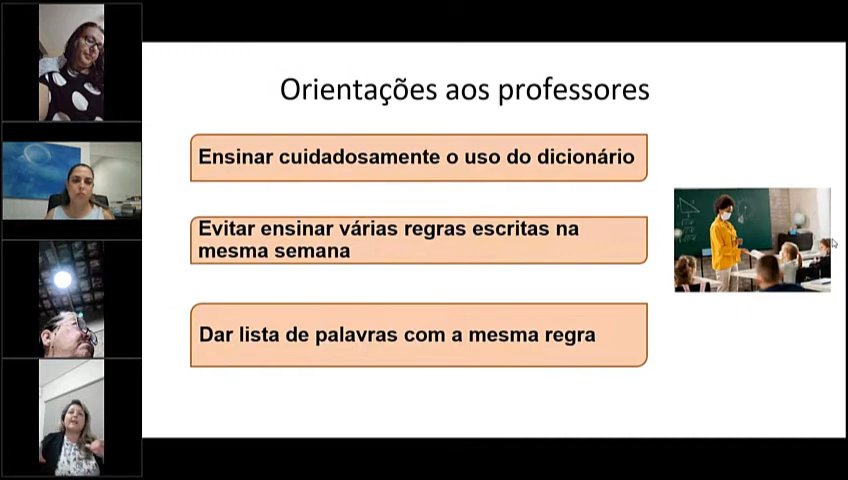 Orientações aos professores
Ensinar cuidadosamente o uso do dicionário
Evitar ensinar várias regras escritas na
mesma semana
Dar lista de palavras com a mesma regra